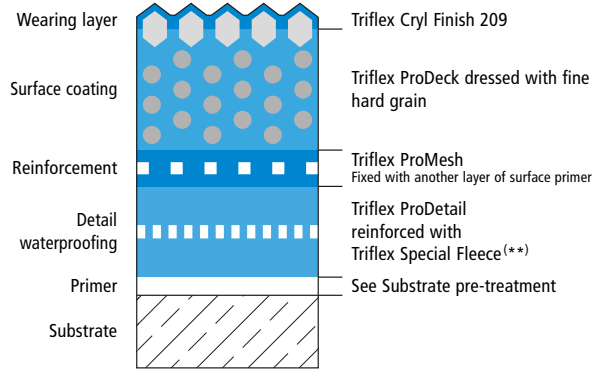 Wearing layer
Triflex Cryl Finish 209
Surface coating
Triflex ProDeck dressed with fine
hard grain
Reinforcement
Triflex ProMesh
Fixed with another layer of surface primer
Detail
waterproofing
Triflex ProDetail
reinforced with
Triflex Special Fleece(**)
Primer
See Substrate pre-treatment
Substrate